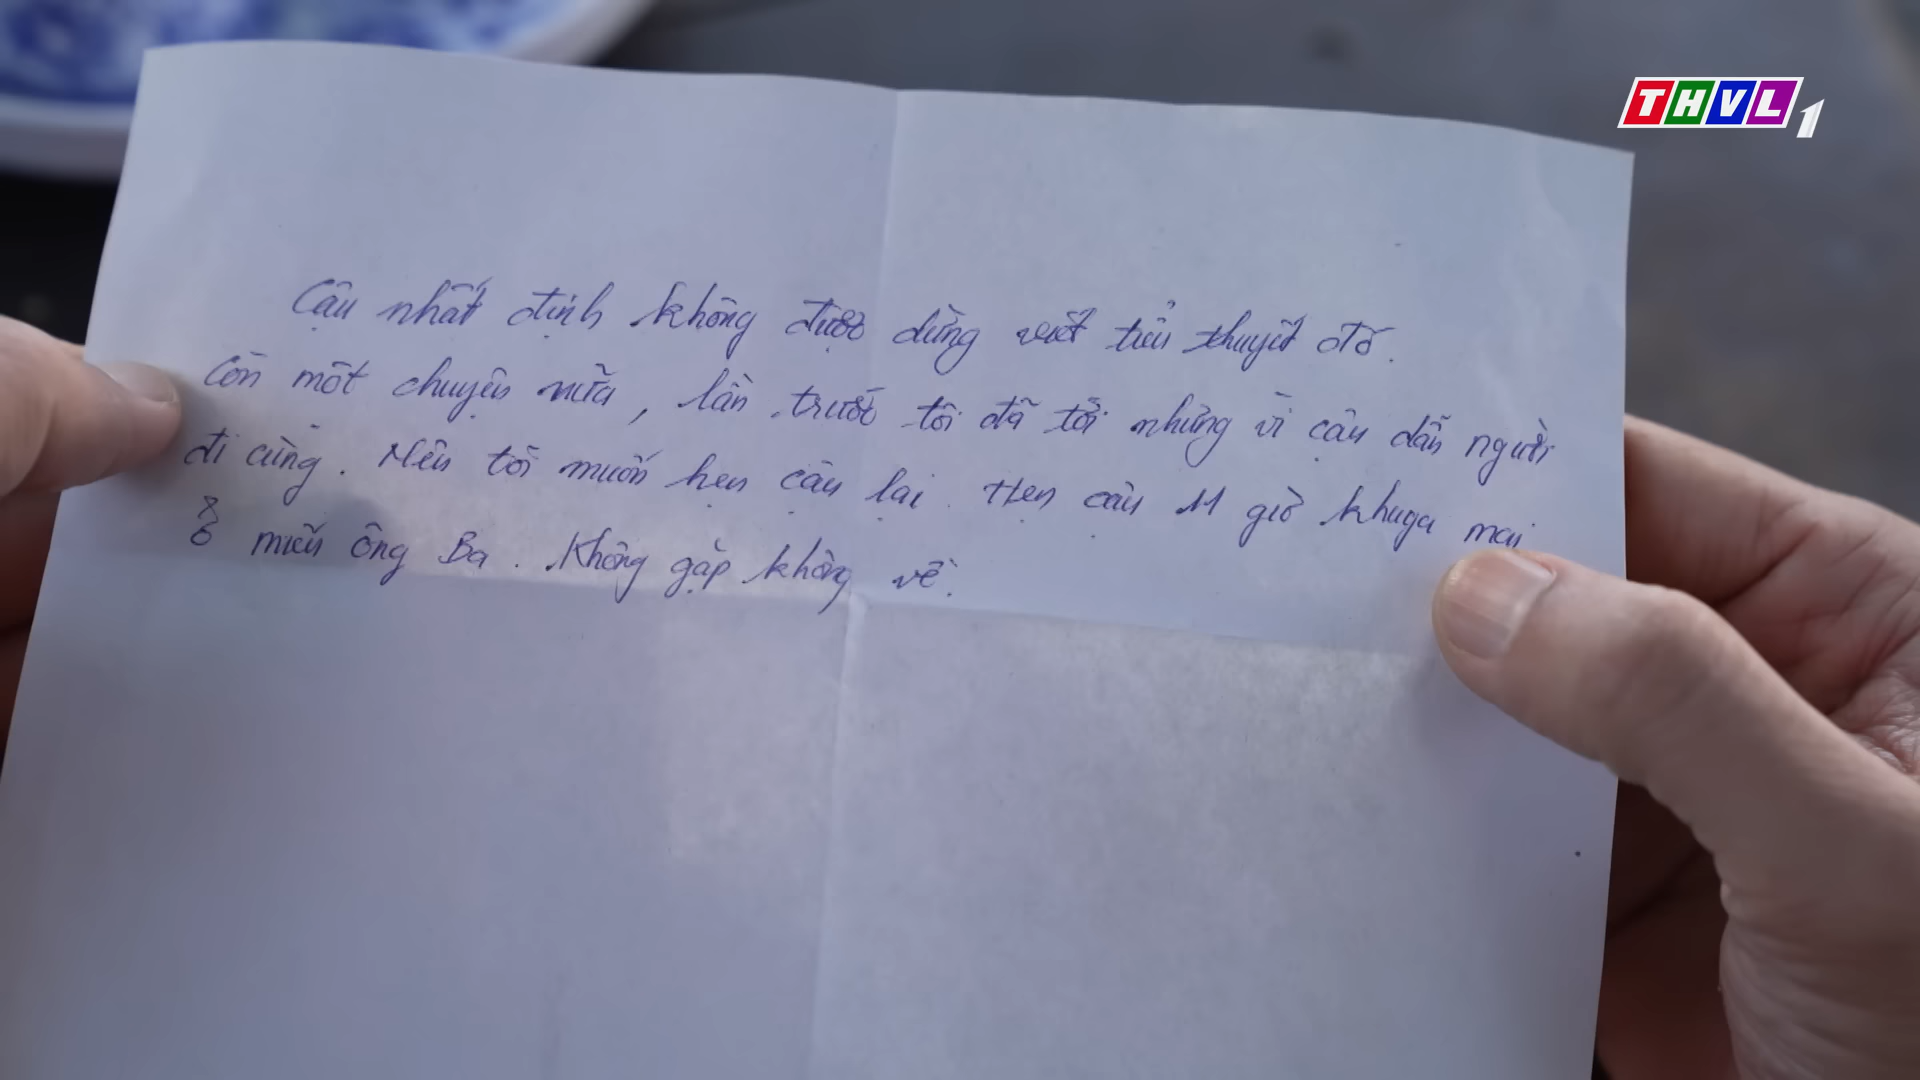 THVL1
Cậu nhất định không được dừng viết tiểu thuyết đó.
Còn một chuyện nữa, lần trước tôi đã tới nhưng vì cậu dẫn người
đi cùng. Nên tôi muốn hẹn cậu lại. Hẹn cậu 11 giờ khuya mai
ở miếu ông Ba. Không gặp không về.